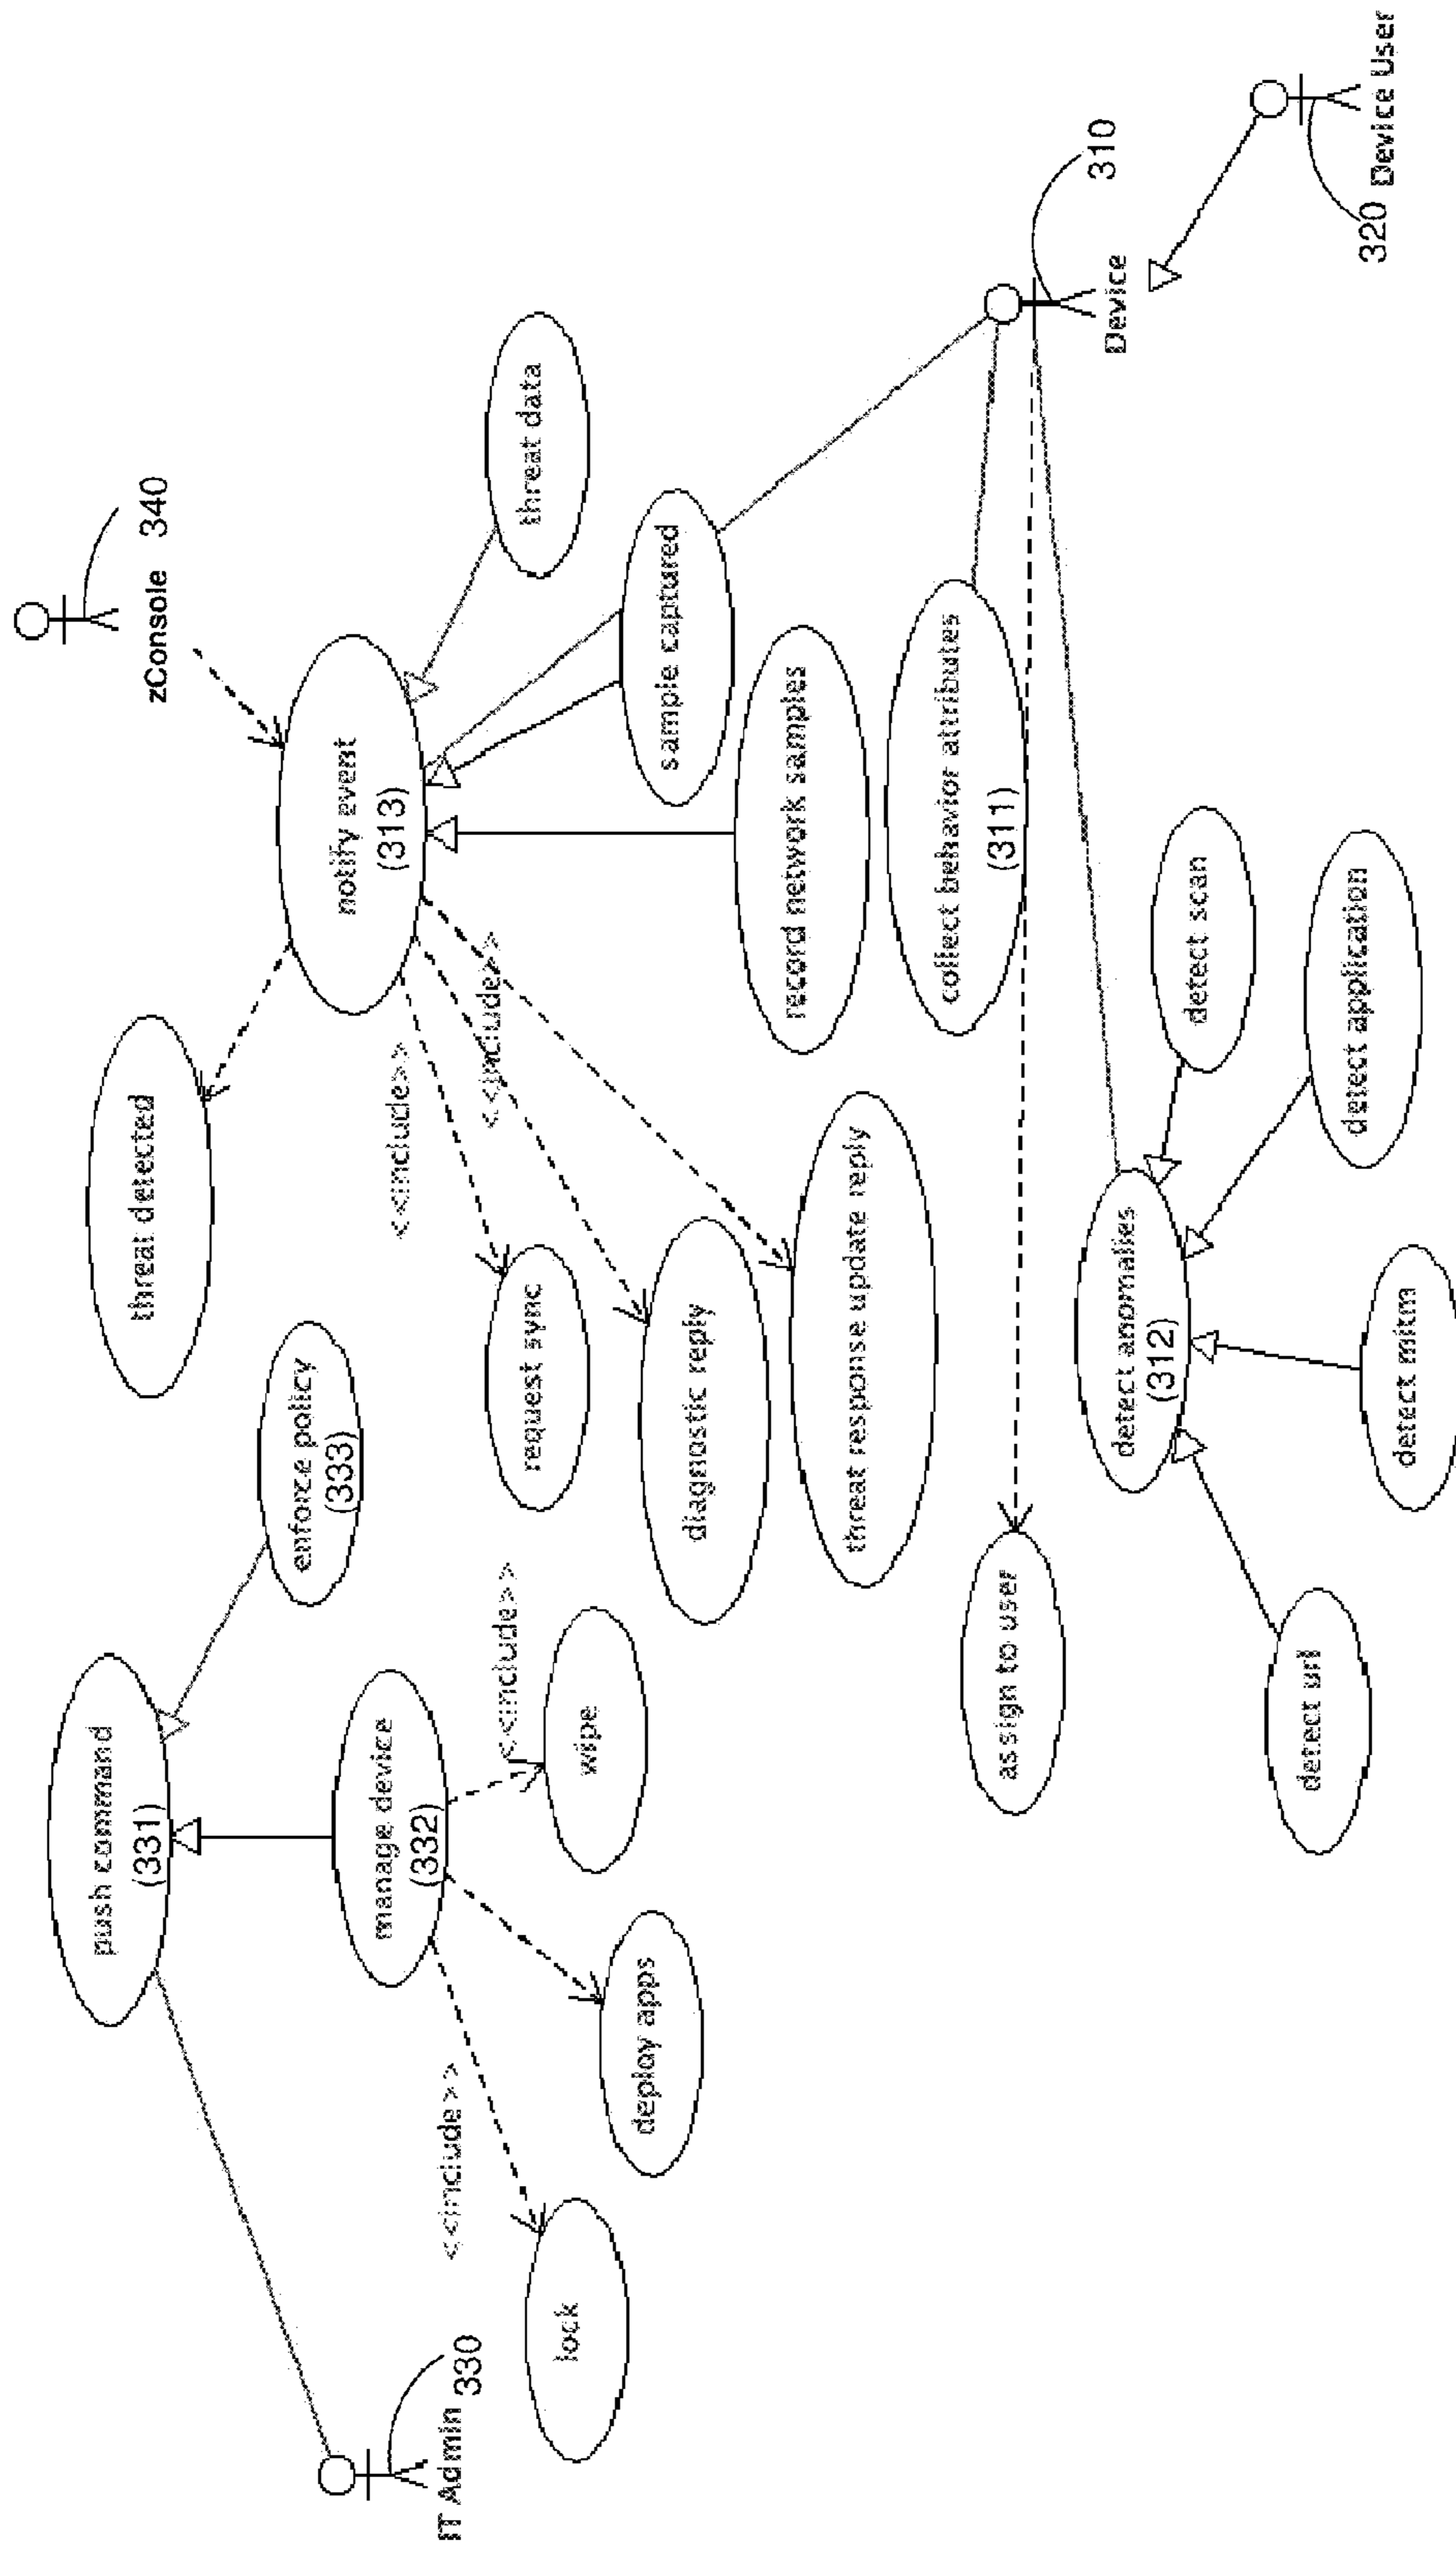 push command
(331)
threat detected
zConsole 340
enforce policy
(333)
notify event
(313)
manage device
(332)
IT Admin 330
<<include>>
<<include>>
<<include>>
<<include>>
lock
wipe
deploy apps
request sync
threat data
diagnostic reply
sample captured
threat response update reply
record network samples
collect behavior attributes
(311)
assign to user
Device
310
detect anomalies
(312)
detect scan
detect url
detect application
detect mitm
320
Device User